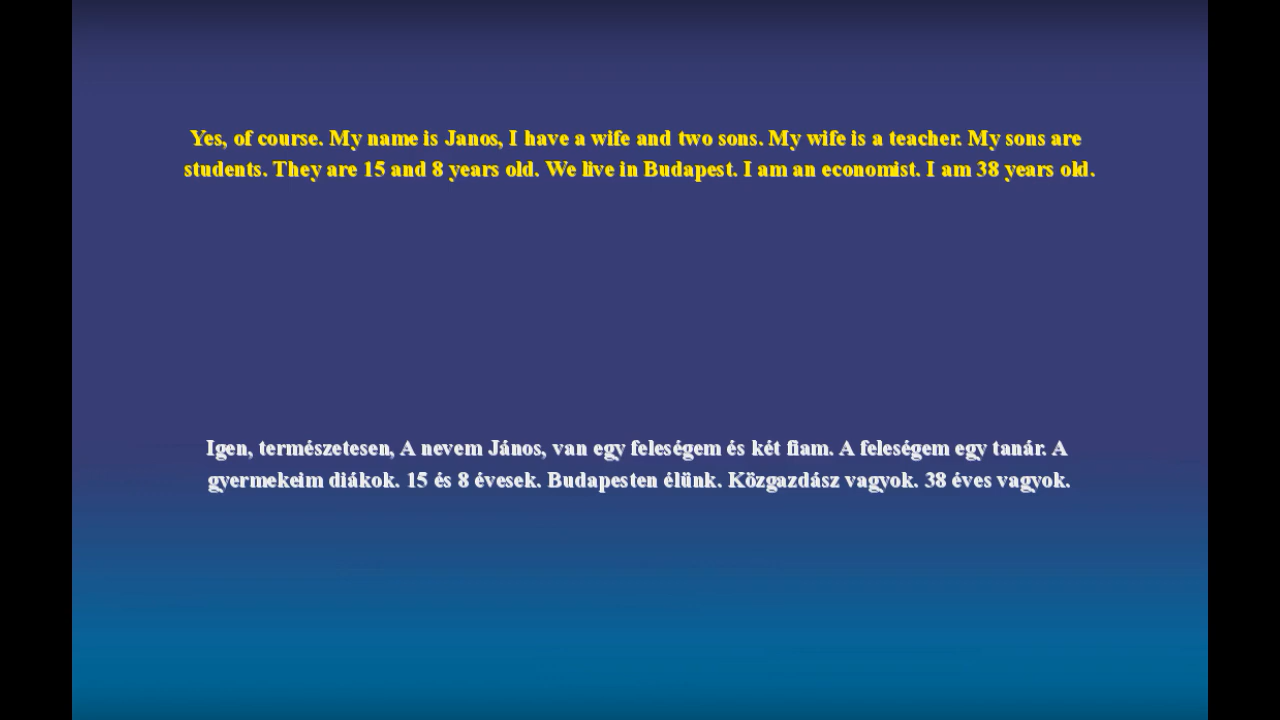 Yes, of course. My name is Janos, I have a wife and two sons. My wife is a teacher. My sons are
students. They are 15 and 8 years old. We live in Budapest. I am an economist. I am 38 years old.
Igen, természetesen, A nevem János, van egy feleségem és két fiam. A feleségem egy tanár. A
gyermekeim diákok. 15 és 8 évesek. Budapesten élünk. Közgazdász vagyok. 38 éves vagyok.